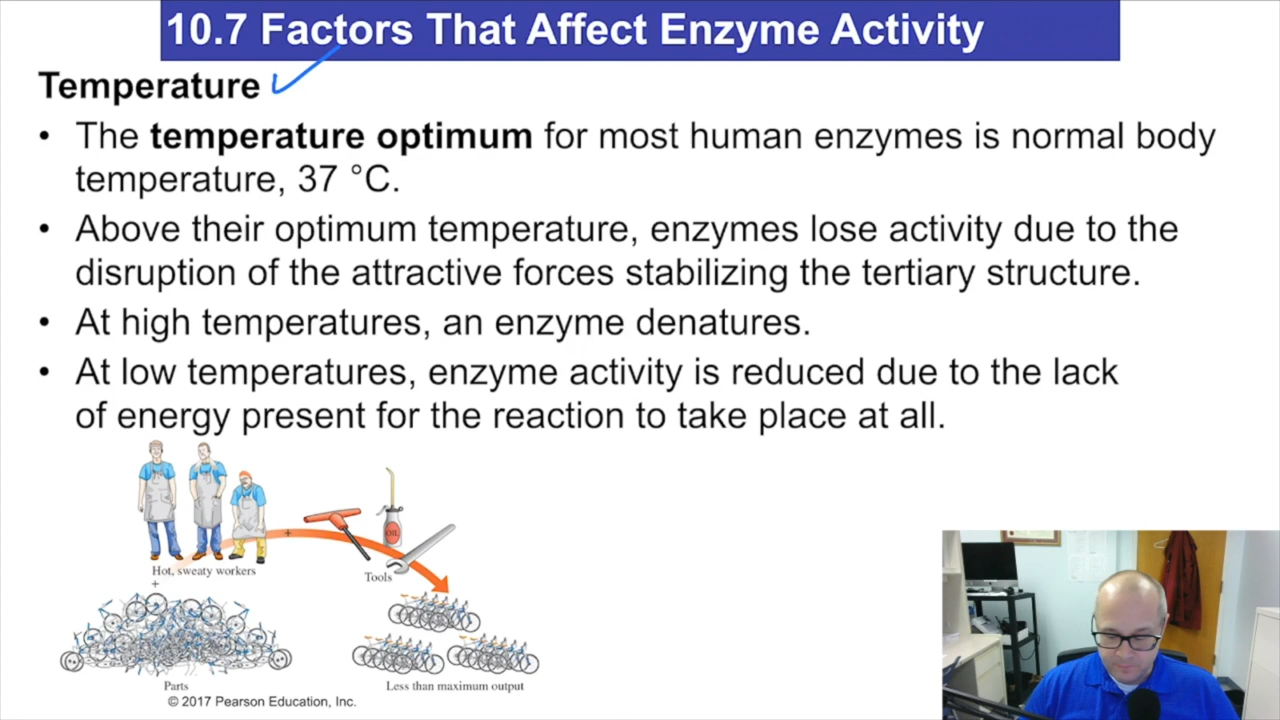 10.7 Factors That Affect Enzyme Activity
Temperature
• The temperature optimum for most human enzymes is normal body
temperature, 37 °C.
• Above their optimum temperature, enzymes lose activity due to the
disruption of the attractive forces stabilizing the tertiary structure.
• At high temperatures, an enzyme denatures.
• At low temperatures, enzyme activity is reduced due to the lack
of energy present for the reaction to take place at all.
+
OIL
Hot, sweaty workers
Tools
+
Parts
Less than maximum output
© 2017 Pearson Education, Inc.